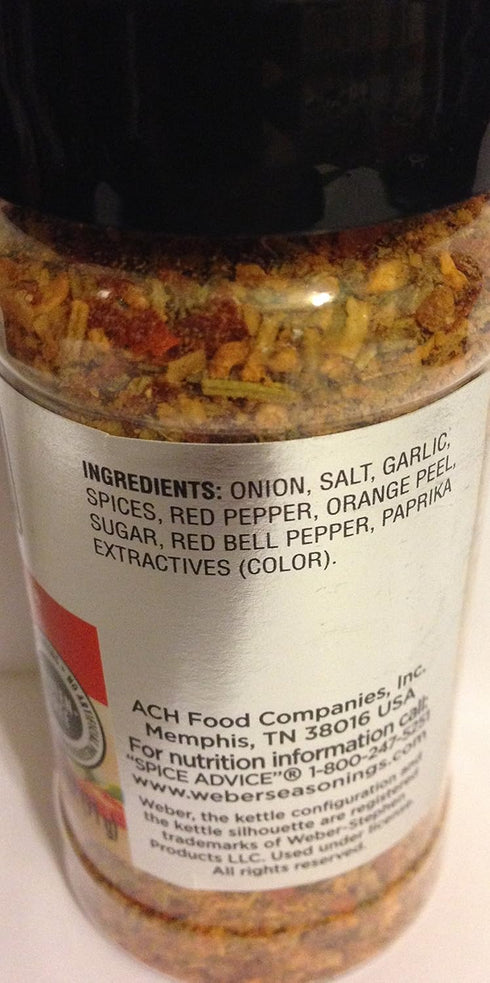 INGREDIENTS: ONION, SALT, GARLIC,
SPICES, RED PEPPER, ORANGE PEEL,
SUGAR, RED BELL PEPPER, PAPRIKA
EXTRACTIVES (COLOR).
ACH Food Companies, Inc.
Memphis, TN 38016 USA
For nutrition information call:
"SPICE ADVICE"® 1-800-247-5251
www.weberseasonings.com
Weber, the kettle configuration and
the kettle silhouette are registered
trademarks of Weber-Stephen
Products LLC. Used under license.
All rights reserved.